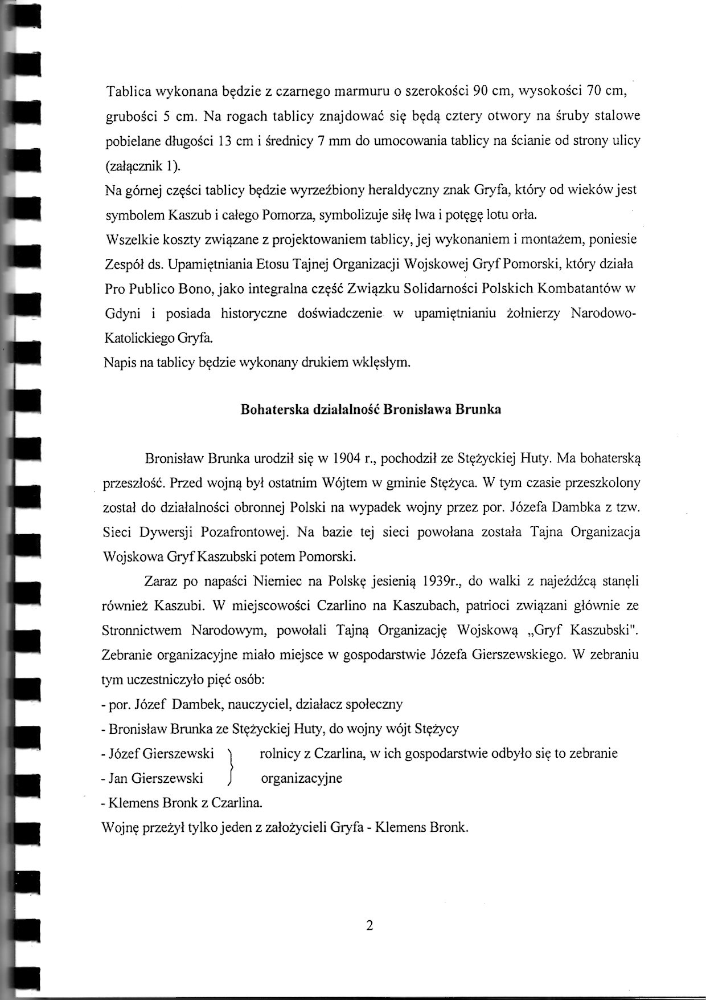 Tablica wykonana będzie z czarnego marmuru o szerokości 90 cm, wysokości 70 cm,
grubości 5 cm. Na rogach tablicy znajdować się będą cztery otwory na śruby stalowe
pobielane długości 13 cm i średnicy 7 mm do umocowania tablicy na ścianie od strony ulicy
(załącznik 1).
Na górnej części tablicy będzie wyrzeźbiony heraldyczny znak Gryfa, który od wieków jest
symbolem Kaszub i całego Pomorza, symbolizuje siłę lwa i potęgę lotu orła.
Wszelkie koszty związane z projektowaniem tablicy, jej wykonaniem i montażem, poniesie
Zespół ds. Upamiętniania Etosu Tajnej Organizacji Wojskowej Gryf Pomorski, który działa
Pro Publico Bono, jako integralna część Związku Solidarności Polskich Kombatantów w
Gdyni i posiada historyczne doświadczenie w upamiętnianiu żołnierzy Narodowo-
Katolickiego Gryfa.
Napis na tablicy będzie wykonany drukiem wklęsłym.
Bohaterska działalność Bronisława Brunka
Bronisław Brunka urodził się w 1904 r., pochodził ze Stężyckiej Huty. Ma bohaterską
przeszłość. Przed wojną był ostatnim Wójtem w gminie Stężyca. W tym czasie przeszkolony
został do działalności obronnej Polski na wypadek wojny przez por. Józefa Dambka z tzw.
Sieci Dywersji Pozafrontowej. Na bazie tej sieci powołana została Tajna Organizacja
Wojskowa Gryf Kaszubski potem Pomorski.
Zaraz po napaści Niemiec na Polskę jesienią 1939r., do walki z najeźdźcą stanęli
również Kaszubi. W miejscowości Czarlino na Kaszubach, patrioci związani głównie ze
Stronnictwem Narodowym, powołali Tajną Organizację Wojskową „Gryf Kaszubski".
Zebranie organizacyjne miało miejsce w gospodarstwie Józefa Gierszewskiego. W zebraniu
tym uczestniczyło pięć osób:
- por. Józef Dambek, nauczyciel, działacz społeczny
- Bronisław Brunka ze Stężyckiej Huty, do wojny wójt Stężycy
- Józef Gierszewski } rolnicy z Czarlina, w ich gospodarstwie odbyło się to zebranie
- Jan Gierszewski organizacyjne
- Klemens Bronk z Czarlina.
Wojnę przeżył tylko jeden z założycieli Gryfa - Klemens Bronk.
2